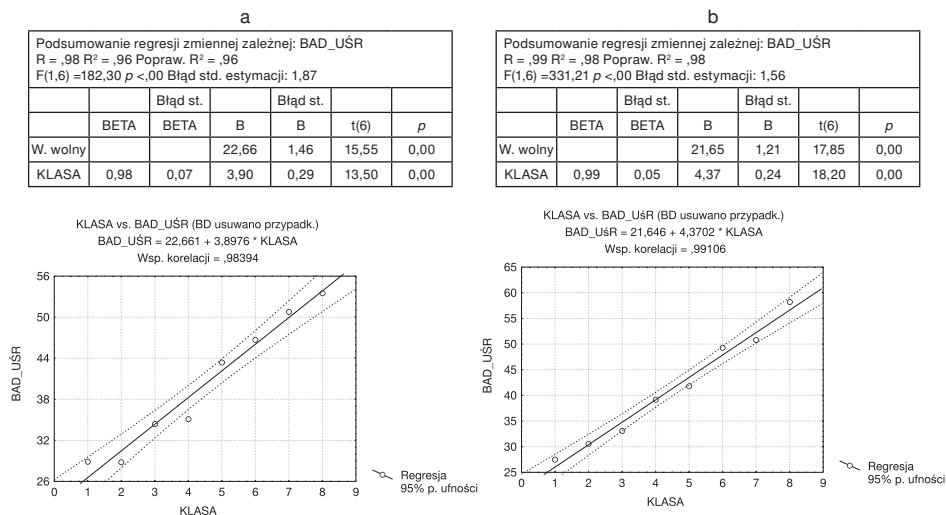 a
Podsumowanie regresji zmiennej zależnej: BAD_UŚR
R = ,98 R² = ,96 Popraw. R² = ,96
F(1,6) =182,30 p <,00 Błąd std. estymacji: 1,87
Błąd st. Błąd st.
BETA BETA B B t(6) p
W. wolny 22,66 1,46 15,55 0,00
KLASA 0,98 0,07 3,90 0,29 13,50 0,00
KLASA vs. BAD_UŚR (BD usuwano przypadk.)
BAD_UŚR = 22,661 + 3,8976 * KLASA
Wsp. korelacji = ,98394
56
50
44
38
32
26
BAD_UŚR
0 1 2 3 4 5 6 7 8 9
KLASA
Regresja
95% p. ufności
b
Podsumowanie regresji zmiennej zależnej: BAD_UŚR
R = ,99 R² = ,98 Popraw. R² = ,98
F(1,6) =331,21 p <,00 Błąd std. estymacji: 1,56
Błąd st. Błąd st.
BETA BETA B B t(6) p
W. wolny 21,65 1,21 17,85 0,00
KLASA 0,99 0,05 4,37 0,24 18,20 0,00
KLASA vs. BAD_UśR (BD usuwano przypadk.)
BAD_UśR = 21,646 + 4,3702 * KLASA
Wsp. korelacji = ,99106
65
60
55
50
45
40
35
30
25
BAD_UŚR
0 1 2 3 4 5 6 7 8 9
KLASA
Regresja
95% p. ufności